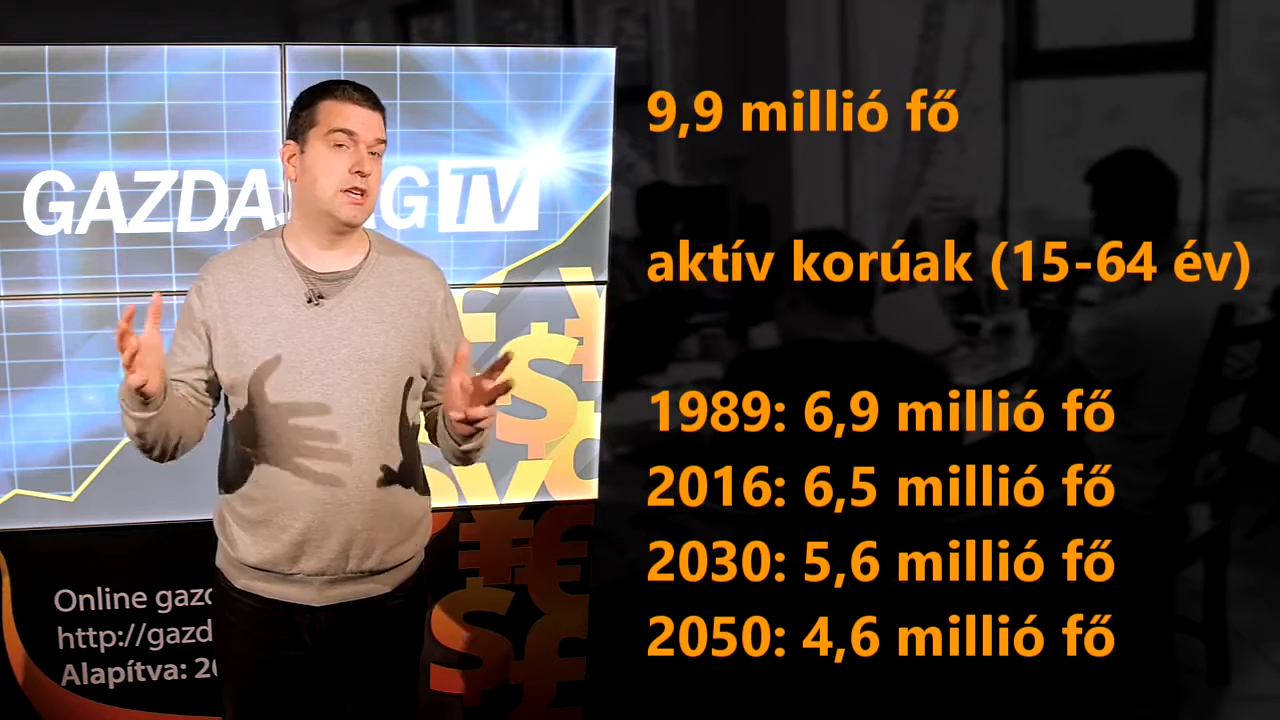 9,9 millió fő
aktív korúak (15-64 év)
1989: 6,9 millió fő
2016: 6,5 millió fő
2030: 5,6 millió fő
2050: 4,6 millió fő
TV
Online
Alapítva: